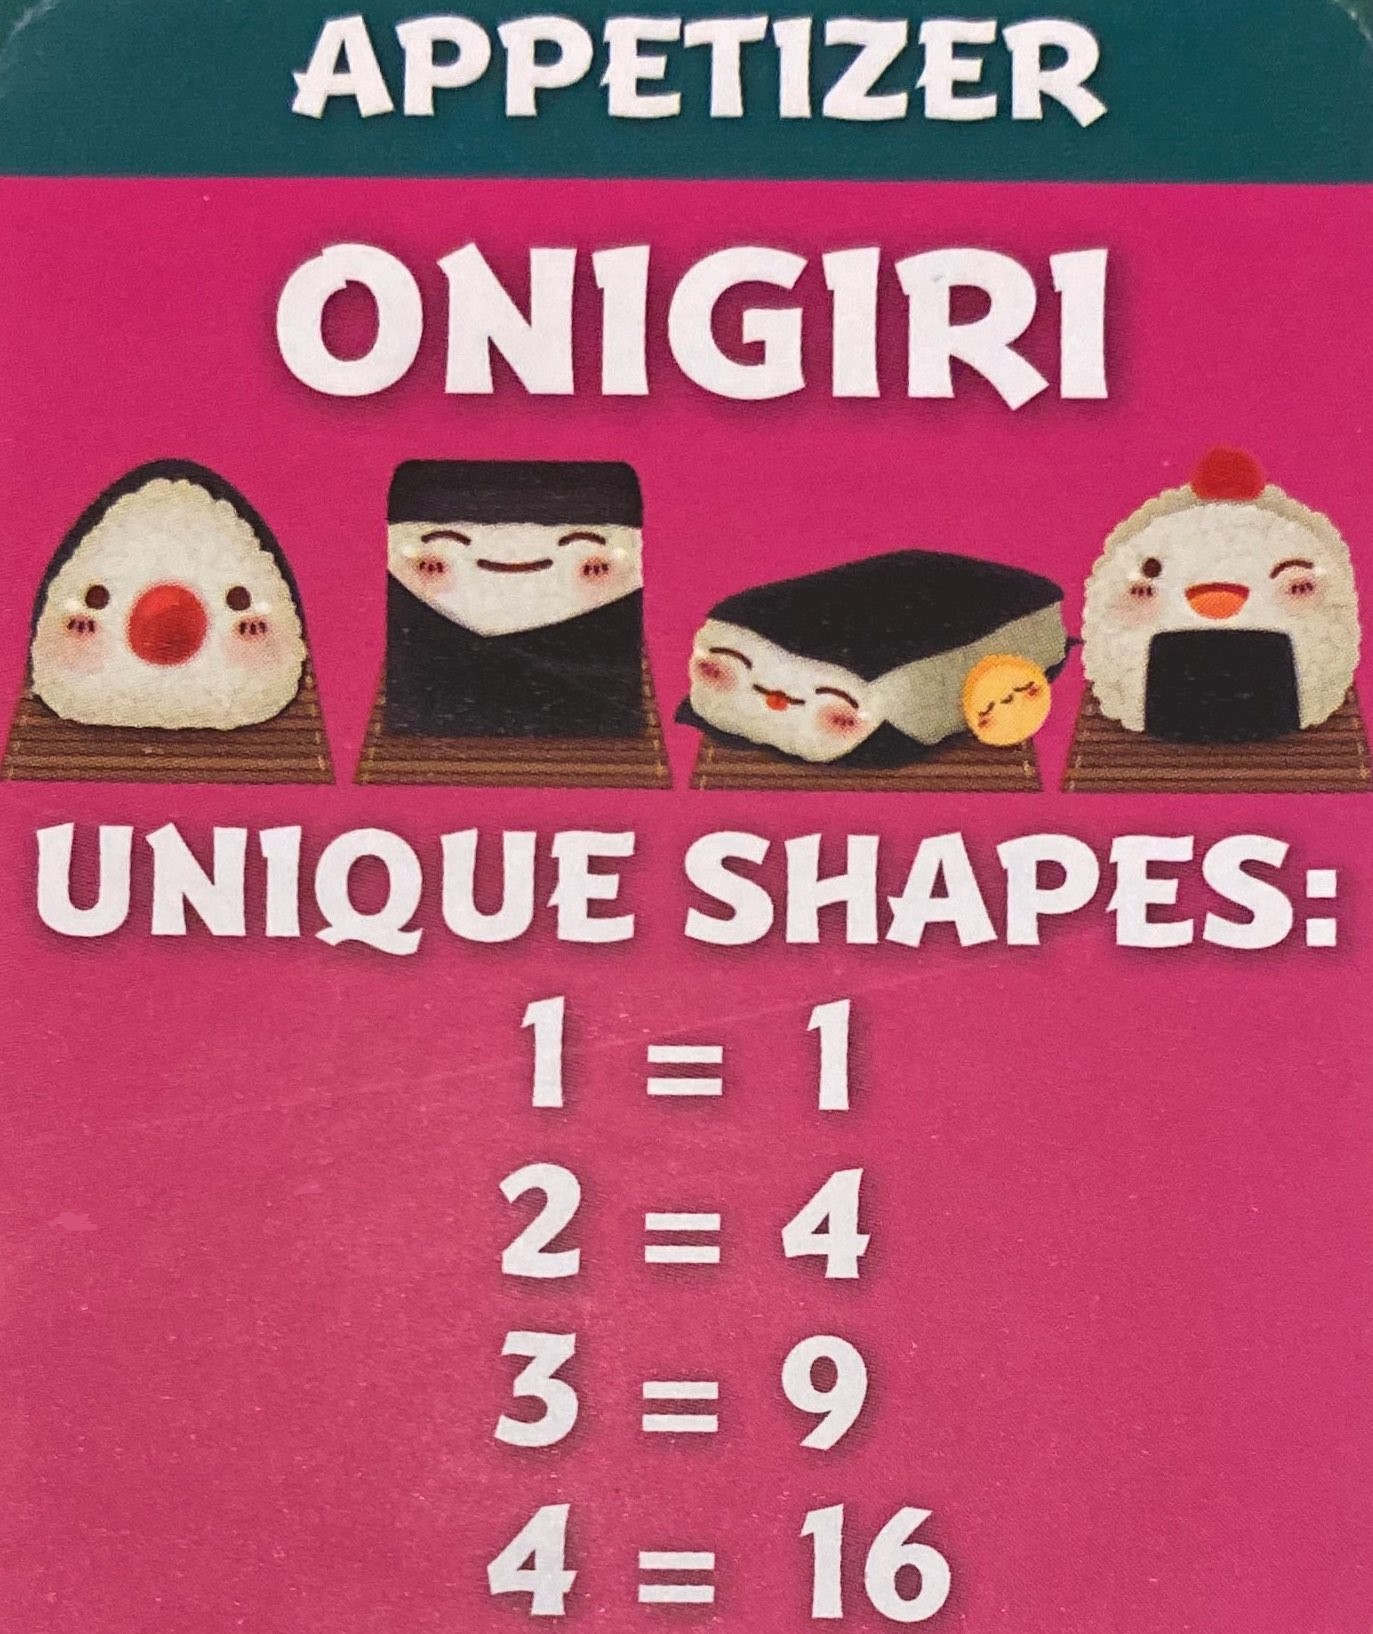 APPETIZER
ONIGIRI
UNIQUE SHAPES:
1 = 1
2 = 4
3 = 9
4 = 16